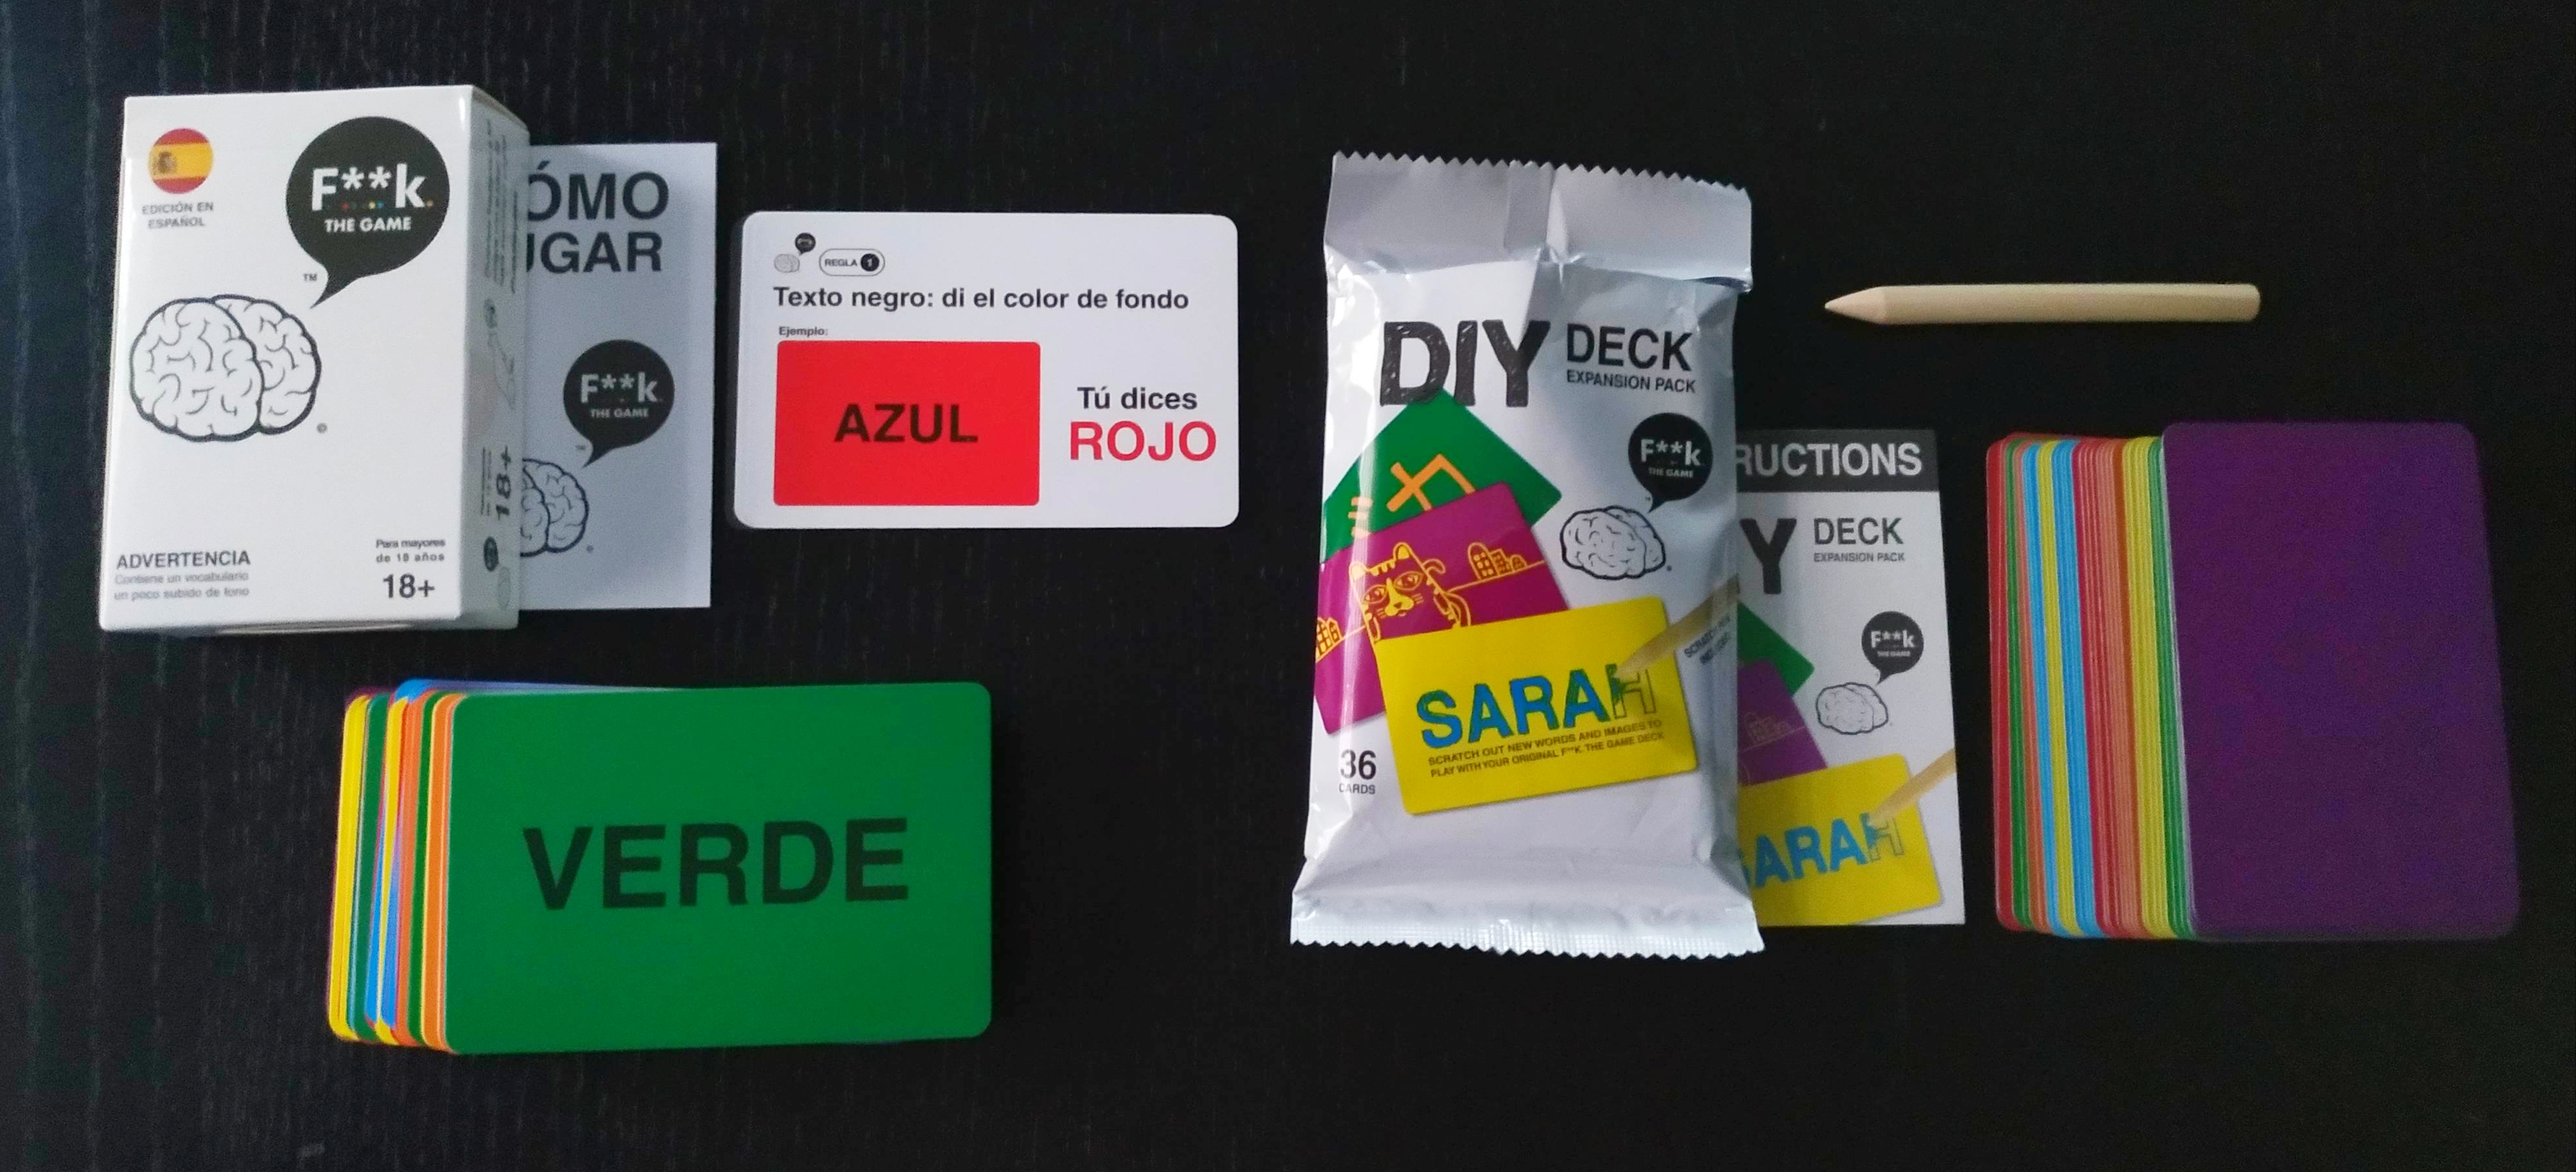 EDICIÓN EN
ESPAÑOL
F**k.
THE GAME
TM
ADVERTENCIA
Contiene un vocabulario
un poco subido de tono
Para mayores
de 18 años
18+
18+
ÓMO
UGAR
F**k
THE GAME
TM
REGLA 1
Texto negro: di el color de fondo
Ejemplo:
AZUL
Tú dices
ROJO
VERDE
DIY DECK
EXPANSION PACK
F**k
THE GAME
SARAH
SCRATCH OUT NEW WORDS AND IMAGES TO
PLAY WITH YOUR ORIGINAL F**K THE GAME DECK
36
CARDS
RUCTIONS
Y DECK
EXPANSION PACK
F**k
THE GAME
SARAH